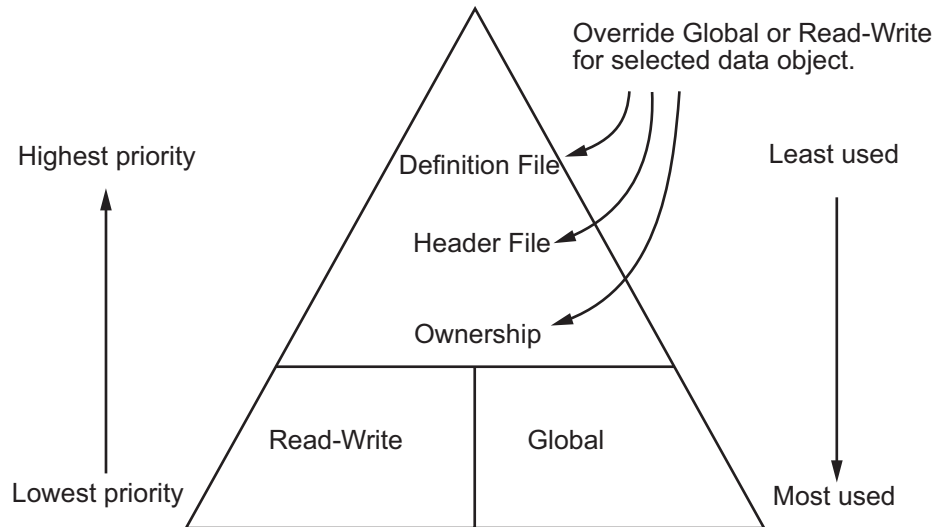 Override Global or Read-Write
for selected data object.
Highest priority
Definition File
Least used
Header File
Ownership
Read-Write
Global
Lowest priority
Most used